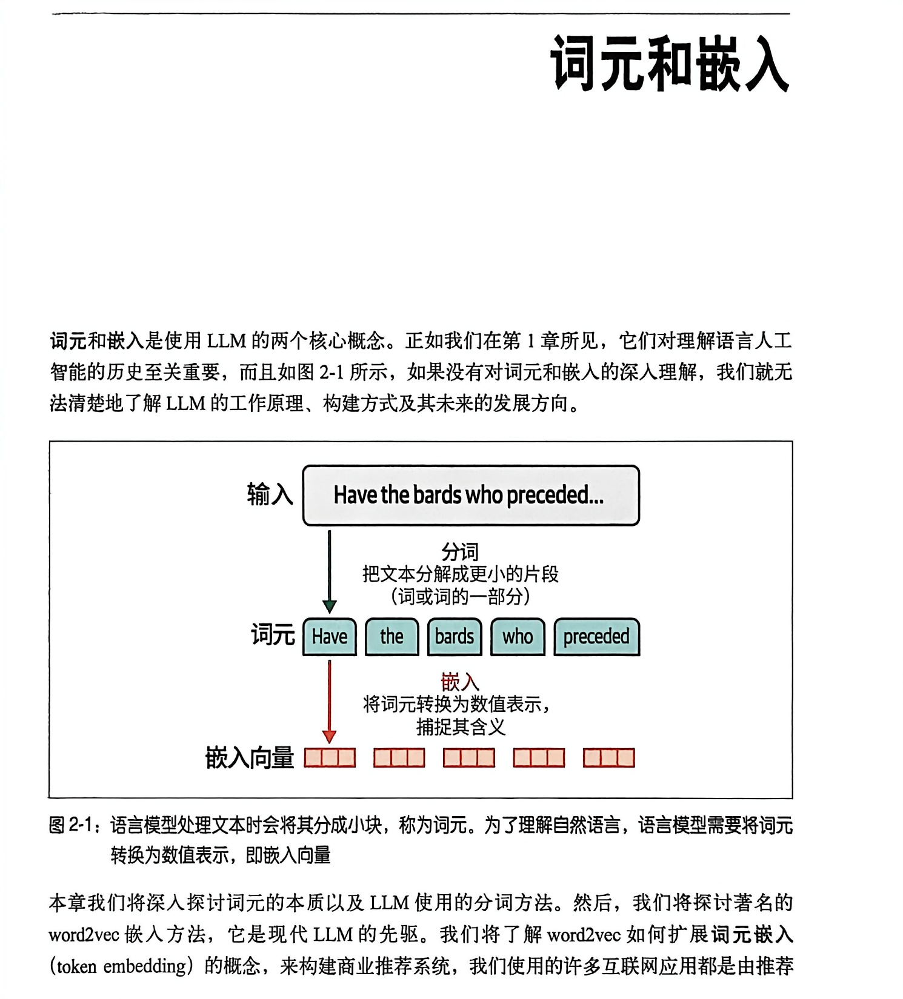 词元和嵌入
词元和嵌入是使用 LLM 的两个核心概念。正如我们在第 1 章所见，它们对理解语言人工
智能的历史至关重要，而且如图 2-1 所示，如果没有对词元和嵌入的深入理解，我们就无
法清楚地了解 LLM 的工作原理、构建方式及其未来的发展方向。
输入
Have the bards who preceded...
分词
把文本分解成更小的片段
（词或词的一部分）
词元
Have the bards who preceded
嵌入
将词元转换为数值表示，
捕捉其含义
嵌入向量
图 2-1：语言模型处理文本时会将其分成小块，称为词元。为了理解自然语言，语言模型需要将词元
转换为数值表示，即嵌入向量
本章我们将深入探讨词元的本质以及 LLM 使用的分词方法。然后，我们将探讨著名的
word2vec 嵌入方法，它是现代 LLM 的先驱。我们将了解 word2vec 如何扩展词元嵌入
（token embedding）的概念，来构建商业推荐系统，我们使用的许多互联网应用都是由推荐